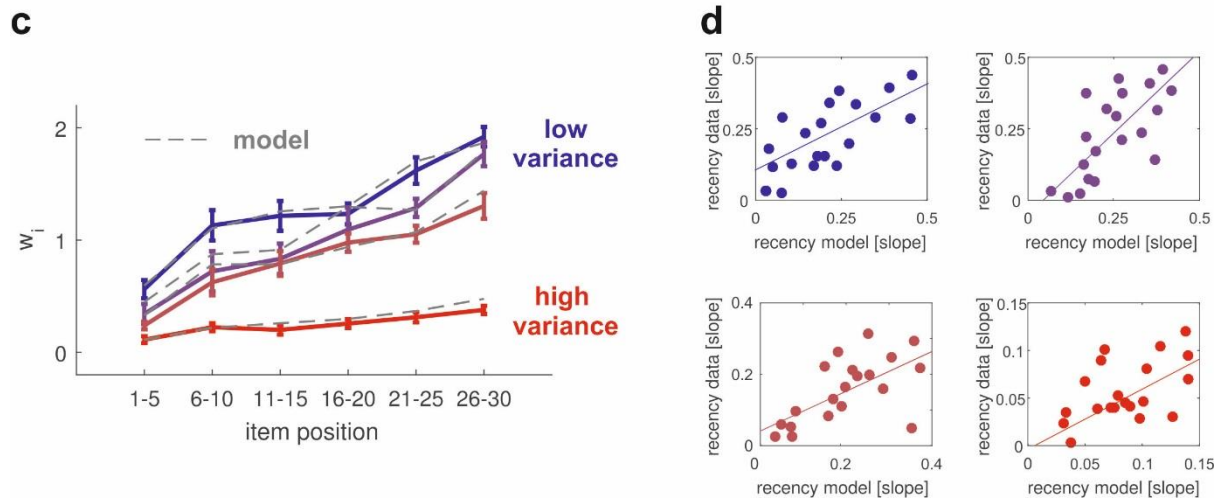 c
model
low
variance
high
variance
w_i
2
1
0
1-5 6-10 11-15 16-20 21-25 26-30
item position
d
recency data [slope]
0.5
0.25
0
0 0.25 0.5
recency model [slope]
recency data [slope]
0.5
0.25
0
0 0.25 0.5
recency model [slope]
recency data [slope]
0.4
0.2
0
0 0.2 0.4
recency model [slope]
recency data [slope]
0.15
0.1
0.05
0
0 0.05 0.1 0.15
recency model [slope]